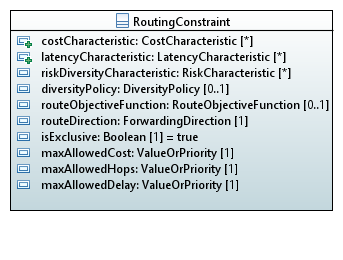 RoutingConstraint
costCharacteristic: CostCharacteristic [*]
latencyCharacteristic: LatencyCharacteristic [*]
riskDiversityCharacteristic: RiskCharacteristic [*]
diversityPolicy: DiversityPolicy [0..1]
routeObjectiveFunction: RouteObjectiveFunction [0..1]
routeDirection: ForwardingDirection [1]
isExclusive: Boolean [1] = true
maxAllowedCost: ValueOrPriority [1]
maxAllowedHops: ValueOrPriority [1]
maxAllowedDelay: ValueOrPriority [1]